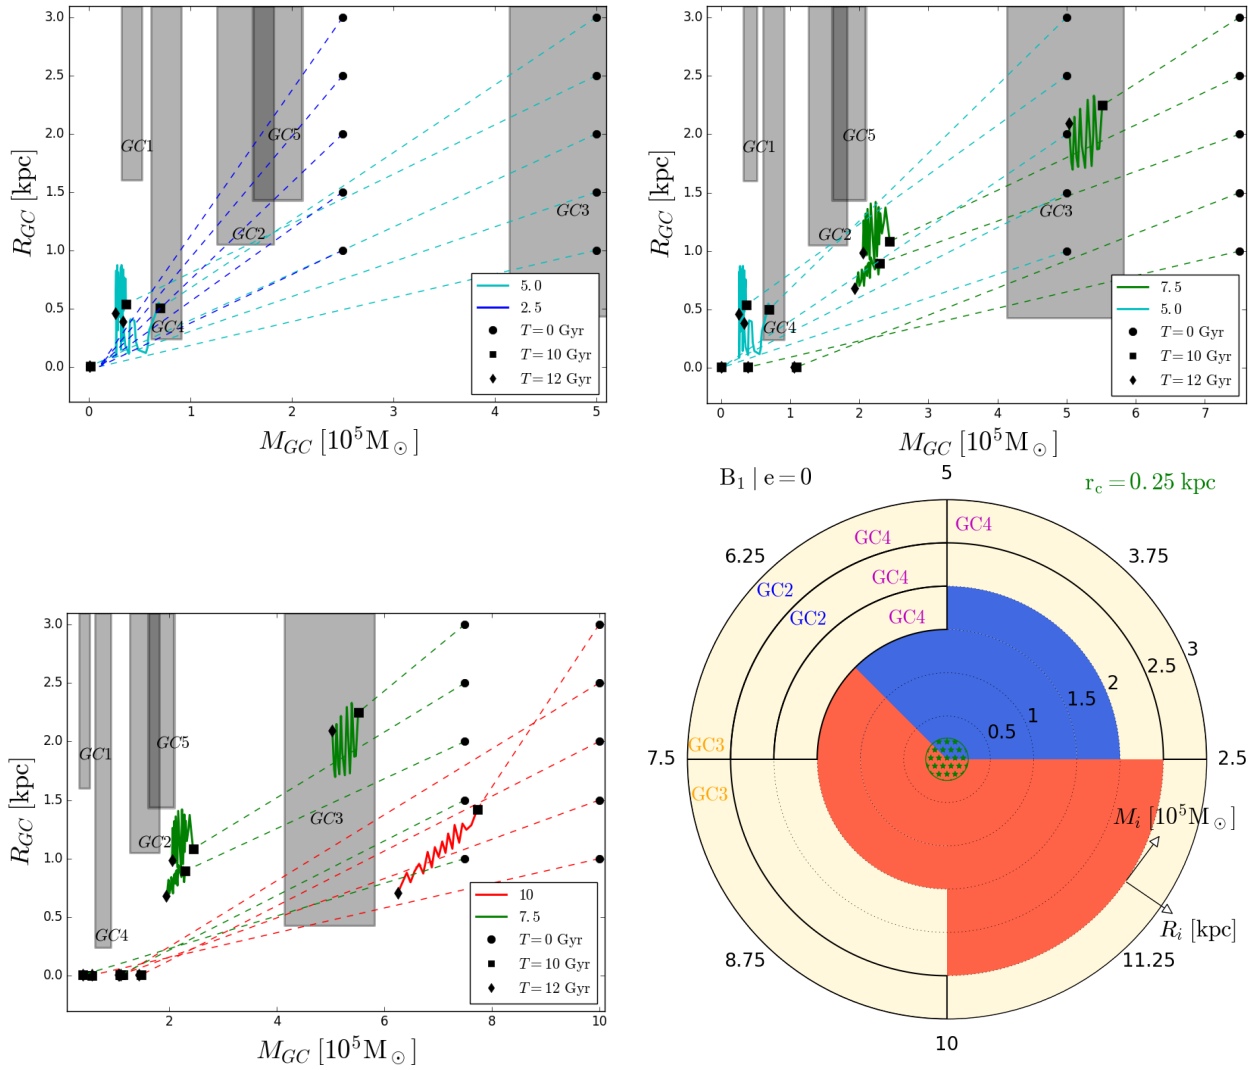 3.0
2.5
2.0
1.5
1.0
0.5
0.0
R_GC [kpc]
GC1
GC5
GC2
GC3
GC4
5.0
2.5
T=0 Gyr
T=10 Gyr
T=12 Gyr
0 1 2 3 4 5
M_GC [10^5 M_⊙]
3.0
2.5
2.0
1.5
1.0
0.5
0.0
R_GC [kpc]
GC1
GC5
GC2
GC3
GC4
7.5
5.0
T=0 Gyr
T=10 Gyr
T=12 Gyr
0 1 2 3 4 5 6 7
M_GC [10^5 M_⊙]
3.0
2.5
2.0
1.5
1.0
0.5
0.0
R_GC [kpc]
GC1
GC5
GC2
GC3
GC4
10
7.5
T=0 Gyr
T=10 Gyr
T=12 Gyr
2 4 6 8 10
M_GC [10^5 M_⊙]
B_1 | e=0
5
r_c=0.25 kpc
6.25
3.75
GC4
GC4
GC4
GC4
GC2
GC2
GC3
GC3
7.5
2.5
0.5
1
1.5
2
2.5
3
M_i [10^5 M_⊙]
R_i [kpc]
8.75
11.25
10